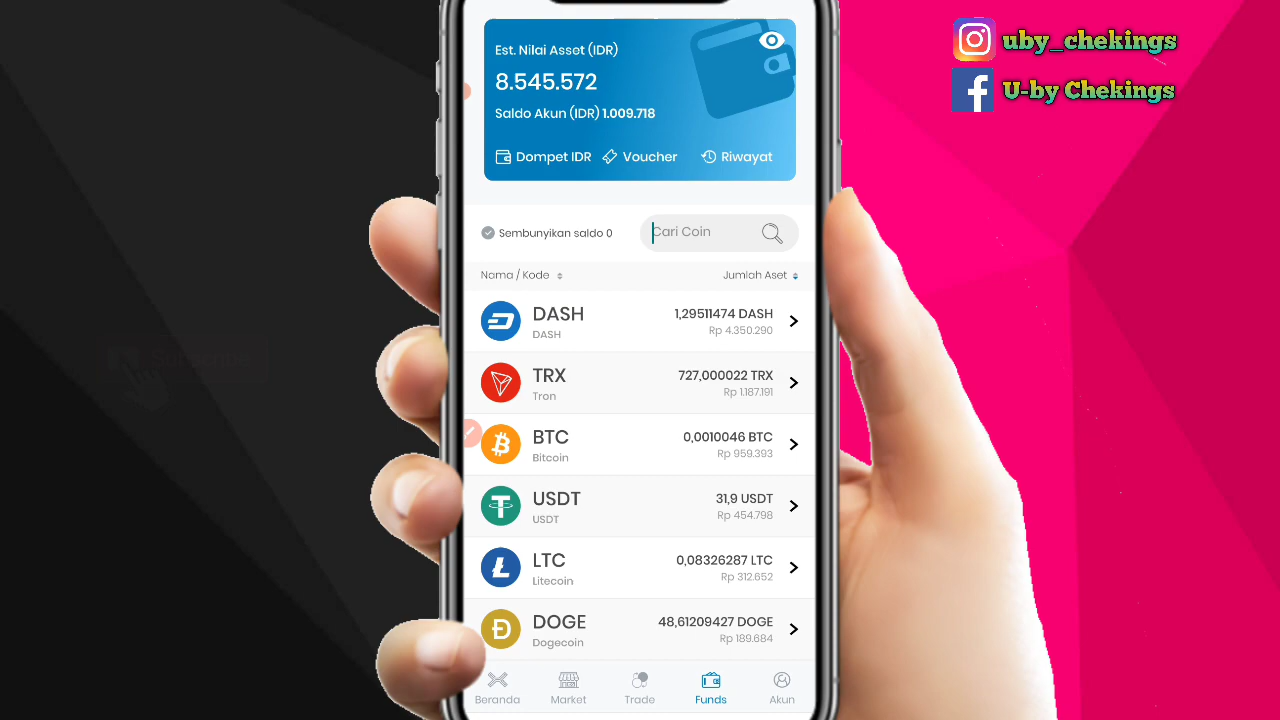 uby_chekings
U-by Chekings
Est. Nilai Asset (IDR)
8.545.572
Saldo Akun (IDR) 1.009.718
Dompet IDR Voucher Riwayat
Sembunyikan saldo 0 Cari Coin
Nama / Kode Jumlah Aset
DASH 1,29511474 DASH
DASH Rp 4.350.290
TRX 727,000022 TRX
Tron Rp 1.187.191
BTC 0,0010046 BTC
Bitcoin Rp 959.393
USDT 31,9 USDT
USDT Rp 454.798
LTC 0,08326287 LTC
Litecoin Rp 312.652
DOGE 48,61209427 DOGE
Dogecoin Rp 189.684
Beranda Market Trade Funds Akun